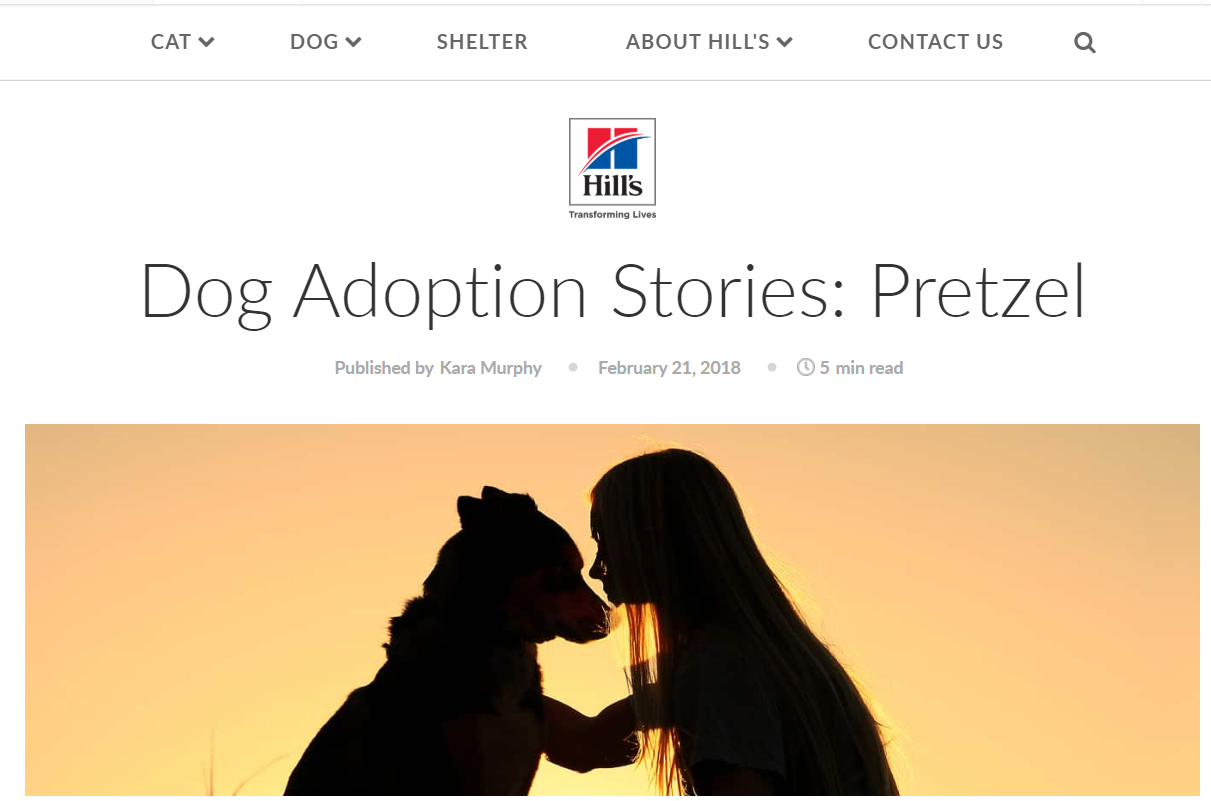 CAT DOG SHELTER ABOUT HILL'S CONTACT US
Hill's
Transforming Lives
Dog Adoption Stories: Pretzel
Published by Kara Murphy February 21, 2018 5 min read